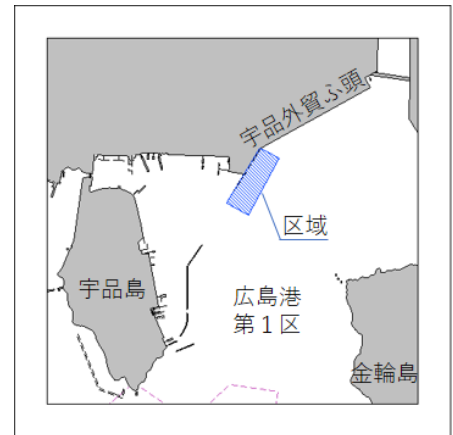 宇品外貿ふ頭
区域
宇品島
広島港
第１区
金輪島